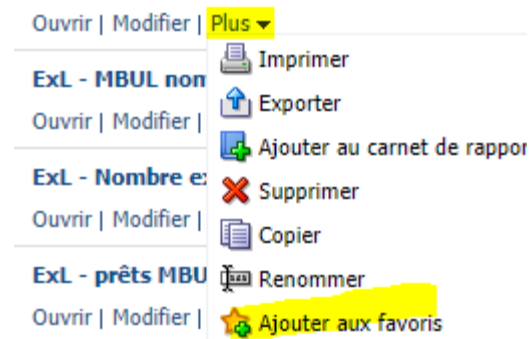 Ouvrir | Modifier | Plus
Imprimer
ExL - MBUL nom
Exporter
Ouvrir | Modifier |
Ajouter au carnet de rappor
ExL - Nombre ex
Supprimer
Ouvrir | Modifier |
Copier
ExL - prêts MBU
Renommer
Ouvrir | Modifier |
Ajouter aux favoris